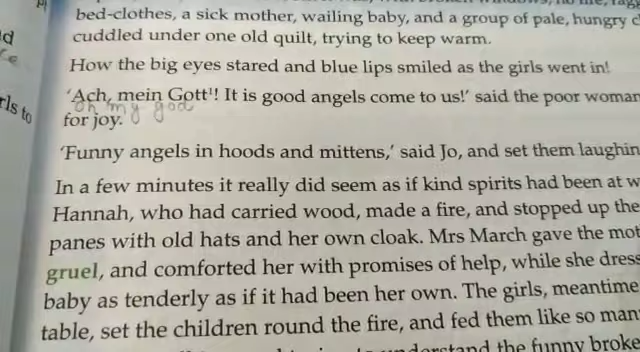 bed-clothes, a sick mother, wailing baby, and a group of pale, hungry
cuddled under one old quilt, trying to keep warm.
How the big eyes stared and blue lips smiled as the girls went in!
'Ach, mein Gott'! It is good angels come to us!' said the poor woman
oh my god
for joy.
'Funny angels in hoods and mittens,' said Jo, and set them
In a few minutes it really did seem as if kind spirits had been at
Hannah, who had carried wood, made a fire, and stopped up the
panes with old hats and her own cloak. Mrs March gave the
gruel, and comforted her with promises of help, while she
baby as tenderly as if it had been her own. The girls, meantime
table, set the children round the fire, and fed them like so
the funny
rls to